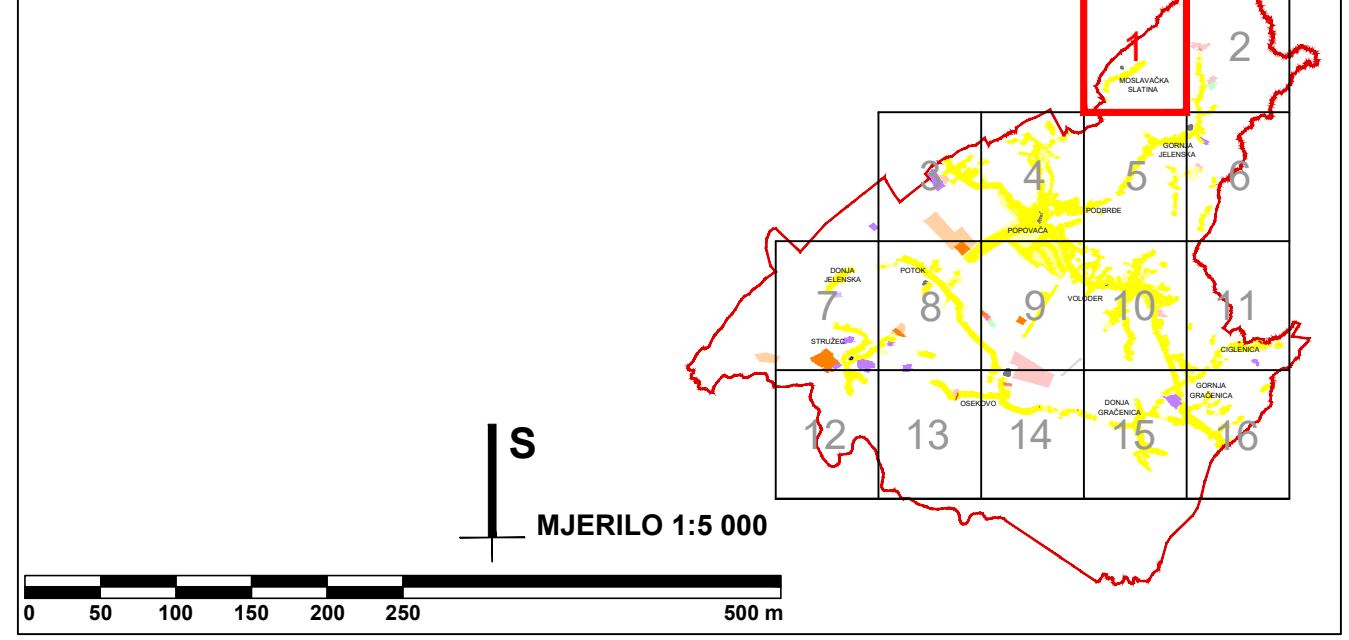 1
2
MOSLAVAČKA
SLATINA
3
4
5
6
GORNJA
JELENSKA
PODBRĐE
POPOVAČA
DONJA
JELENSKA
POTOK
7
8
9
10
11
VOLODER
STRUŽEC
CIGLENICA
GORNJA
GRAČENICA
OSEKOVO
DONJA
GRAČENICA
12
13
14
15
16
S
MJERILO 1:5 000
0 50 100 150 200 250 500 m